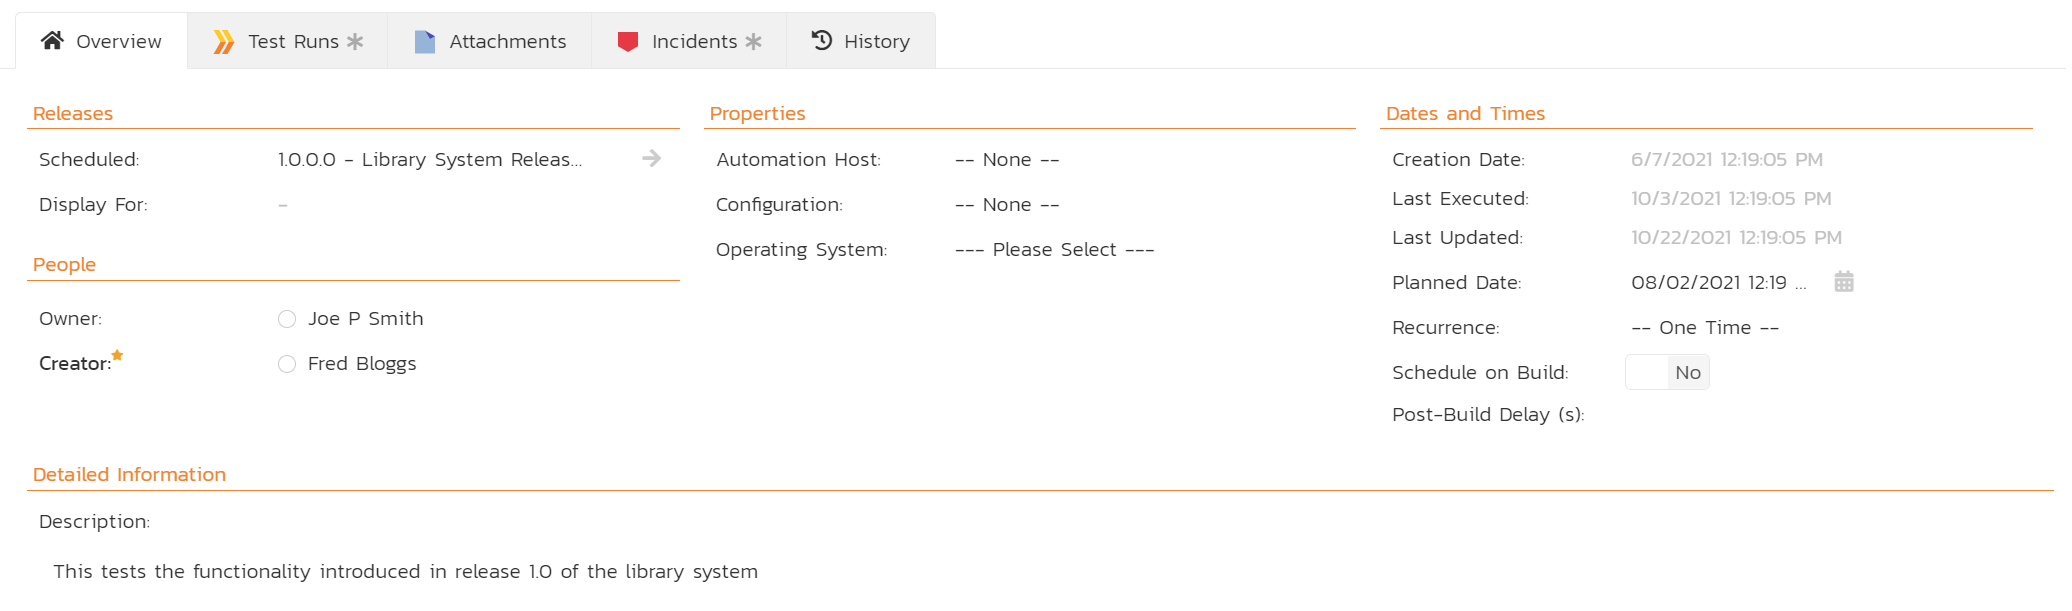 Overview Test Runs Attachments Incidents History
Releases
Scheduled: 1.0.0.0 - Library System Releas...
Display For: -
People
Owner: Joe P Smith
Creator: Fred Bloggs
Properties
Automation Host: -- None --
Configuration: -- None --
Operating System: --- Please Select ---
Dates and Times
Creation Date: 6/7/2021 12:19:05 PM
Last Executed: 10/3/2021 12:19:05 PM
Last Updated: 10/22/2021 12:19:05 PM
Planned Date: 08/02/2021 12:19 ...
Recurrence: -- One Time --
Schedule on Build: No
Post-Build Delay (s):
Detailed Information
Description:
This tests the functionality introduced in release 1.0 of the library system